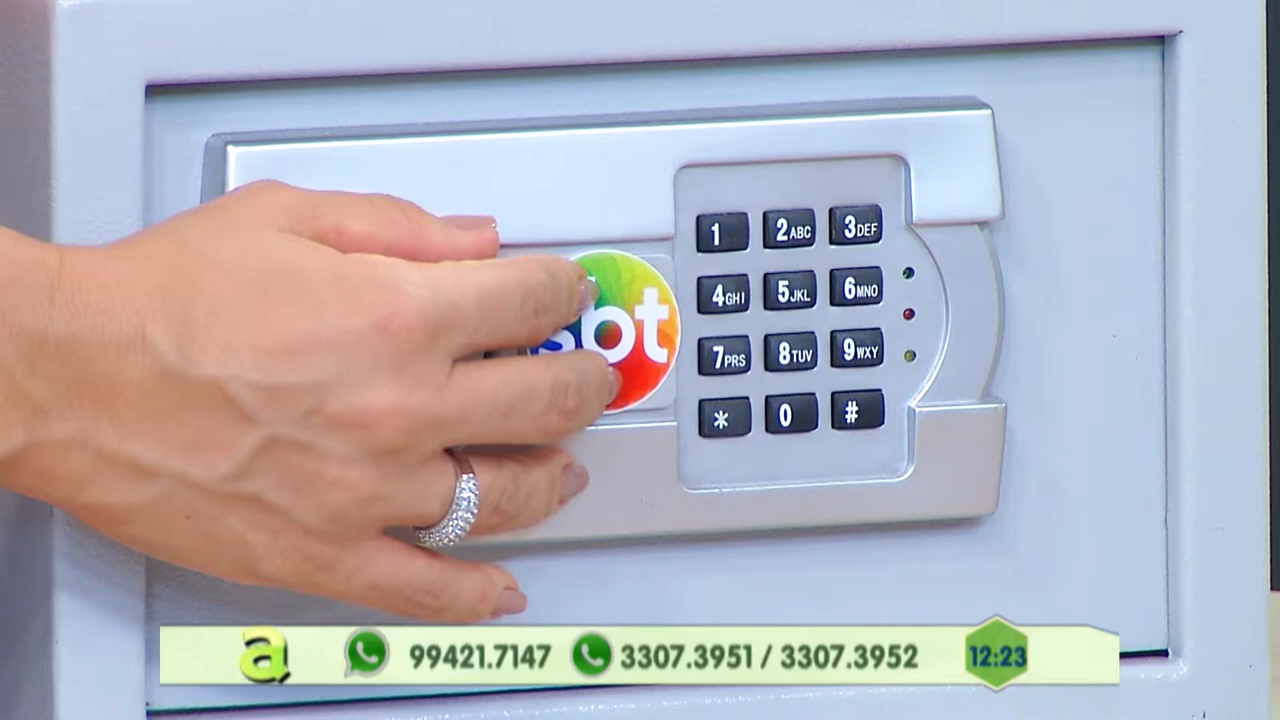 1 2ABC 3DEF
4GHI 5JKL 6MNO
7PRS 8TUV 9WXY
* 0 #
sbt
a 99421.7147 3307.3951 / 3307.3952 12:23